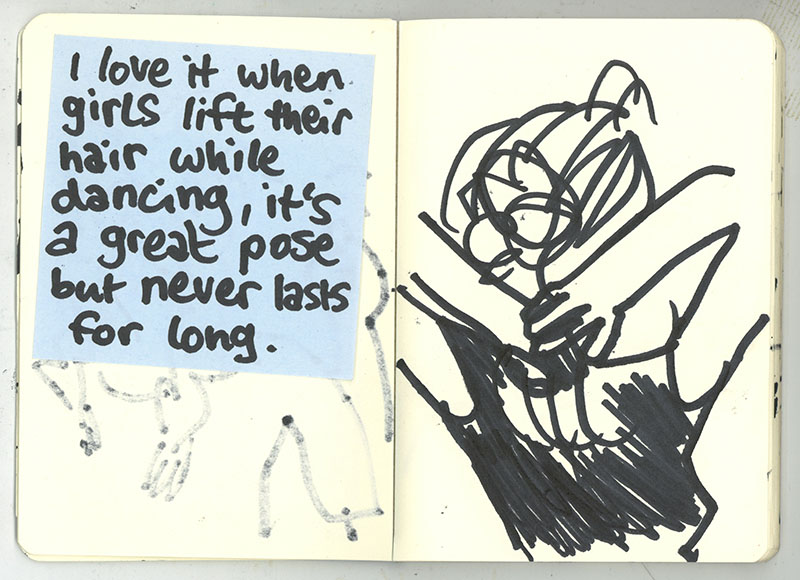 I love it when
girls lift their
hair while
dancing, it's
a great pose
but never lasts
for long.